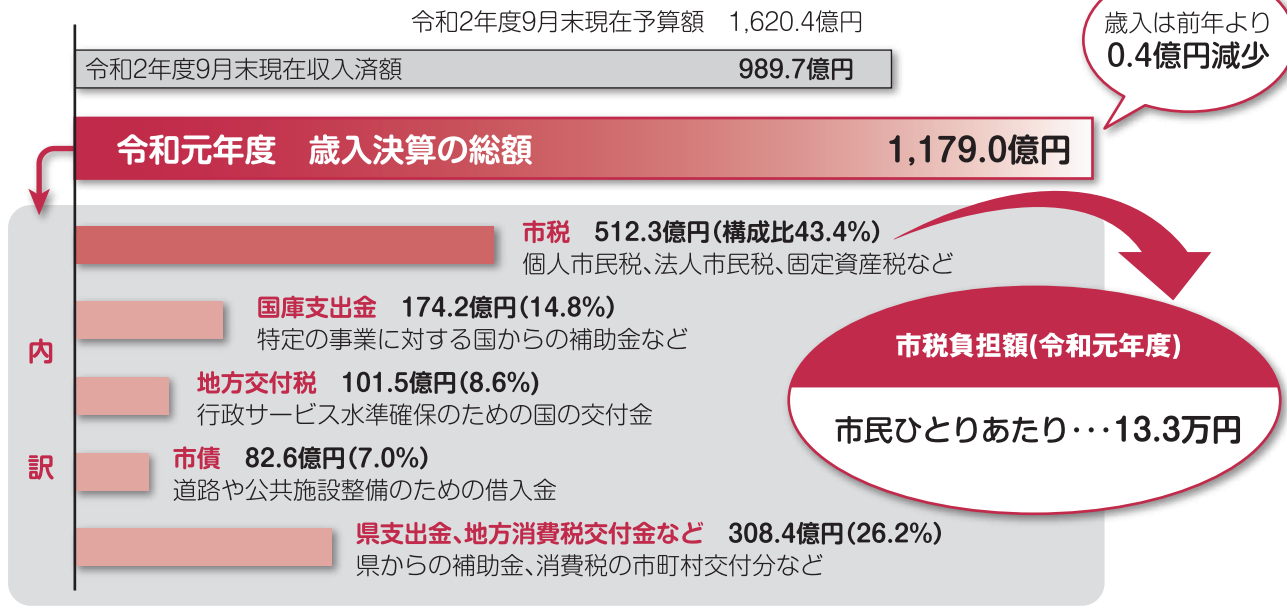 令和2年度9月末現在予算額　1,620.4億円
令和2年度9月末現在収入済額　989.7億円
歳入は前年より
0.4億円減少
令和元年度　歳入決算の総額　1,179.0億円
内訳
市税　512.3億円(構成比43.4%)
個人市民税、法人市民税、固定資産税など
国庫支出金　174.2億円(14.8%)
特定の事業に対する国からの補助金など
地方交付税　101.5億円(8.6%)
行政サービス水準確保のための国の交付金
市債　82.6億円(7.0%)
道路や公共施設整備のための借入金
県支出金、地方消費税交付金など　308.4億円(26.2%)
県からの補助金、消費税の市町村交付分など
市税負担額(令和元年度)
市民ひとりあたり･･･13.3万円